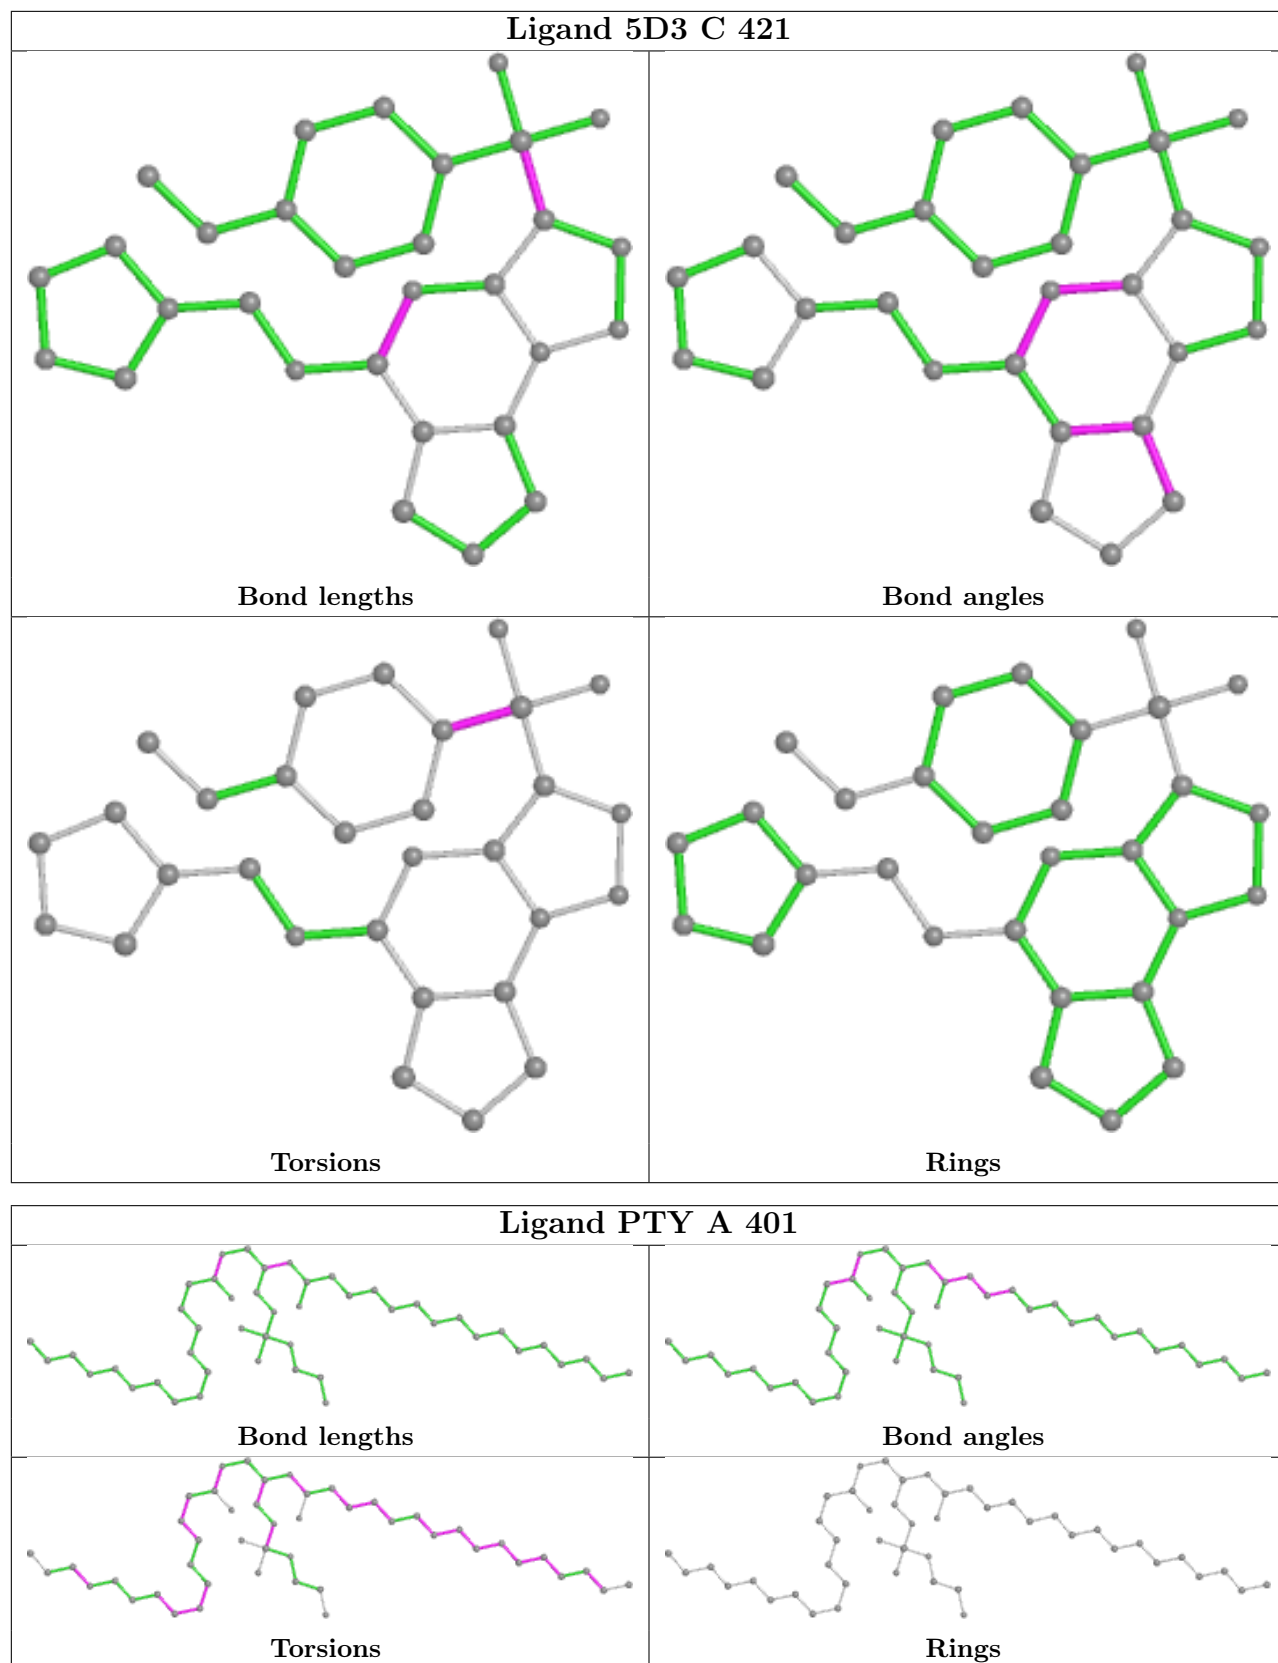 Ligand 5D3 C 421
Bond lengths
Bond angles
Torsions
Rings
Ligand PTY A 401
Bond lengths
Bond angles
Torsions
Rings